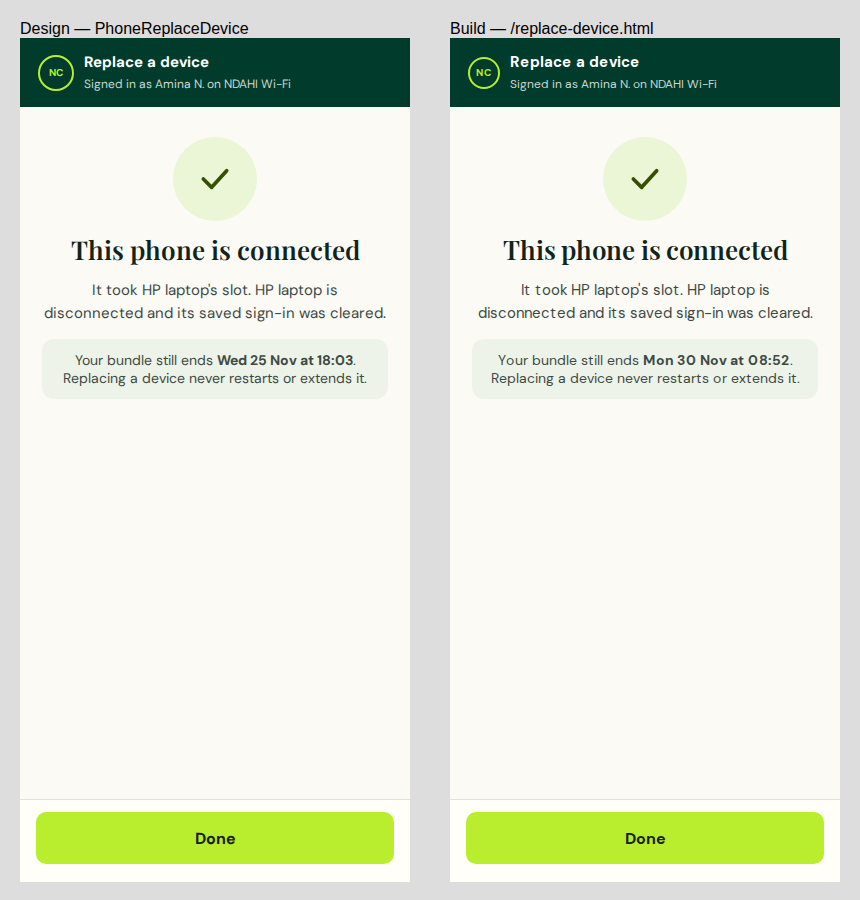 Design — PhoneReplaceDevice
NC
Replace a device
Signed in as Amina N. on NDAHI Wi-Fi
This phone is connected
It took HP laptop's slot. HP laptop is
disconnected and its saved sign-in was cleared.
Your bundle still ends Wed 25 Nov at 18:03.
Replacing a device never restarts or extends it.
Done
Build — /replace-device.html
NC
Replace a device
Signed in as Amina N. on NDAHI Wi-Fi
This phone is connected
It took HP laptop's slot. HP laptop is
disconnected and its saved sign-in was cleared.
Your bundle still ends Mon 30 Nov at 08:52.
Replacing a device never restarts or extends it.
Done